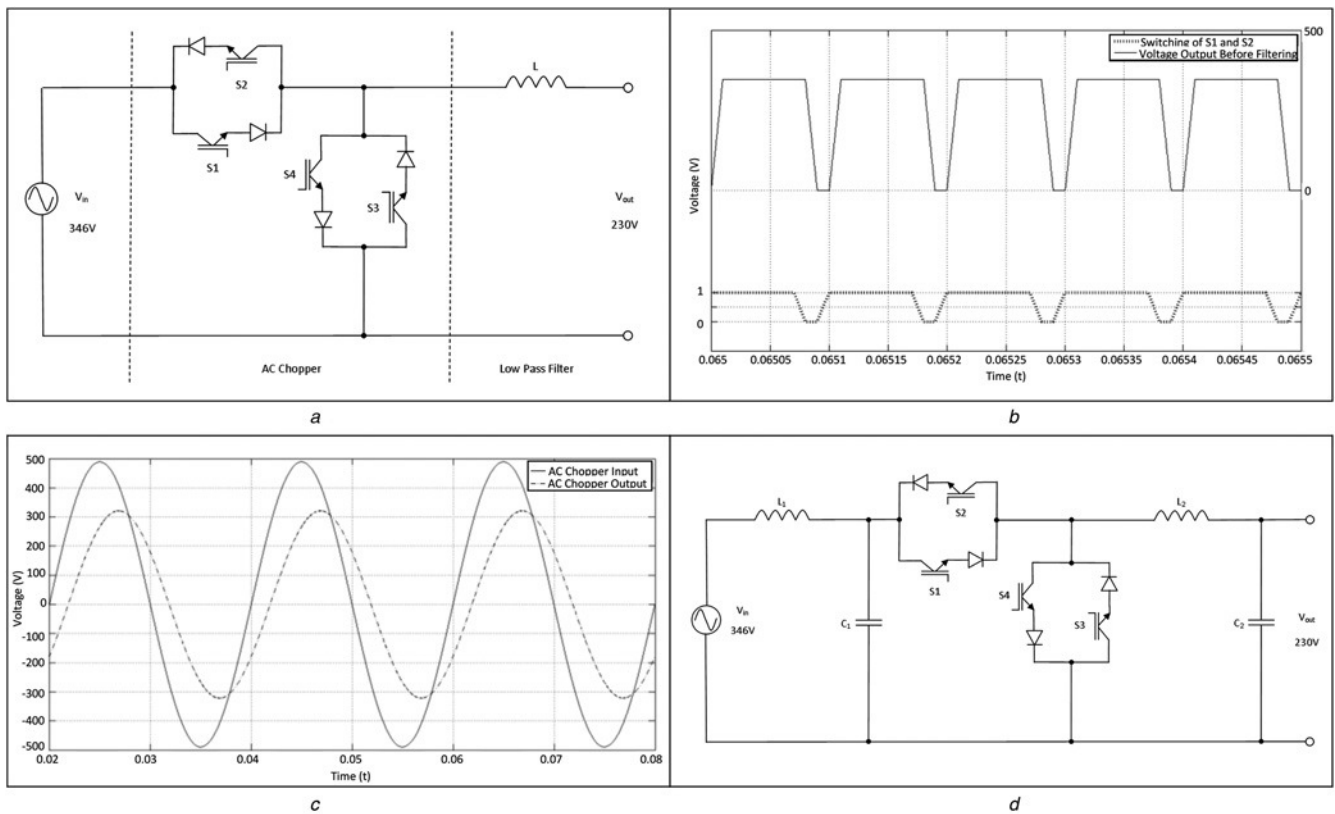 S2
L
S1
S4
S3
Vin
346V
Vout
230V
AC Chopper
Low Pass Filter
a
Switching of S1 and S2
Voltage Output Before Filtering
500
0
Voltage (V)
1
0
0.065 0.06505 0.0651 0.06515 0.0652 0.06525 0.0653 0.06535 0.0654 0.06545 0.0655
Time (t)
b
AC Chopper Input
AC Chopper Output
500
400
300
200
100
0
-100
-200
-300
-400
-500
Voltage (V)
0.02 0.03 0.04 0.05 0.06 0.07 0.08
Time (t)
c
L1
S2
L2
S1
S4
S3
Vin
346V
C1
C2
Vout
230V
d